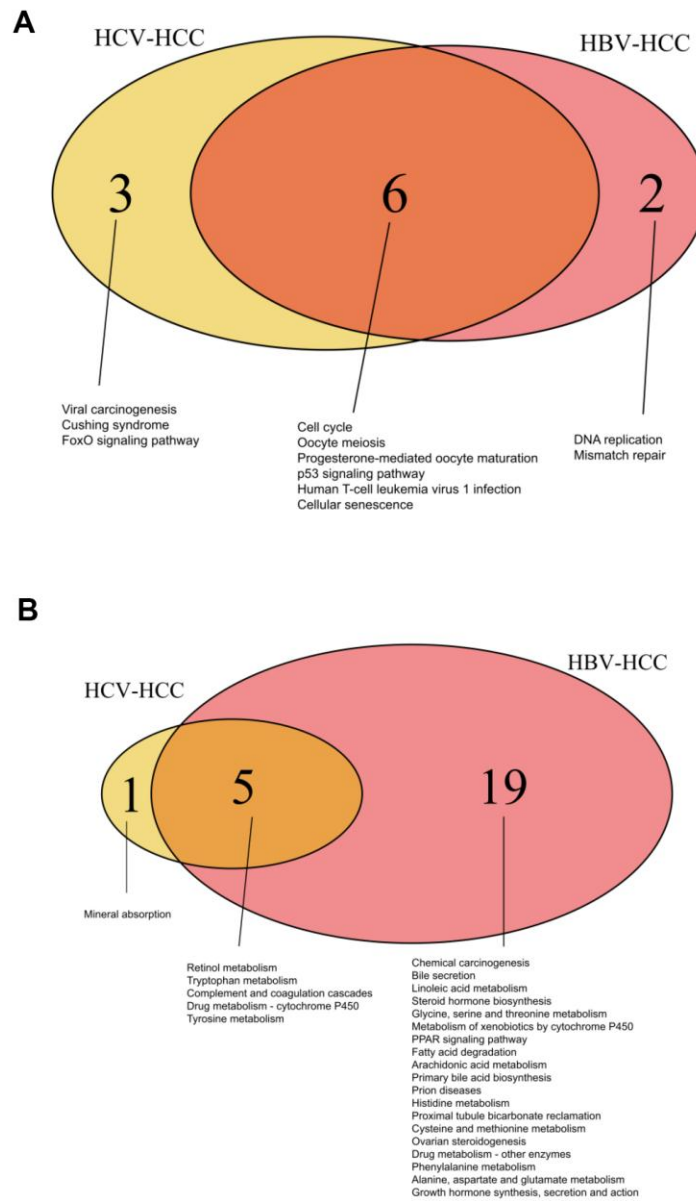 A
HCV-HCC
HBV-HCC
3
6
2
Viral carcinogenesis
Cushing syndrome
FoxO signaling pathway
Cell cycle
Oocyte meiosis
Progesterone-mediated oocyte maturation
p53 signaling pathway
Human T-cell leukemia virus 1 infection
Cellular senescence
DNA replication
Mismatch repair
B
HCV-HCC
HBV-HCC
1
5
19
Mineral absorption
Retinol metabolism
Tryptophan metabolism
Complement and coagulation cascades
Drug metabolism - cytochrome P450
Tyrosine metabolism
Chemical carcinogenesis
Bile secretion
Linoleic acid metabolism
Steroid hormone biosynthesis
Glycine, serine and threonine metabolism
Metabolism of xenobiotics by cytochrome P450
PPAR signaling pathway
Fatty acid degradation
Arachidonic acid metabolism
Primary bile acid biosynthesis
Prion diseases
Histidine metabolism
Proximal tubule bicarbonate reclamation
Cysteine and methionine metabolism
Ovarian steroidogenesis
Drug metabolism - other enzymes
Phenylalanine metabolism
Alanine, aspartate and glutamate metabolism
Growth hormone synthesis, secretion and action